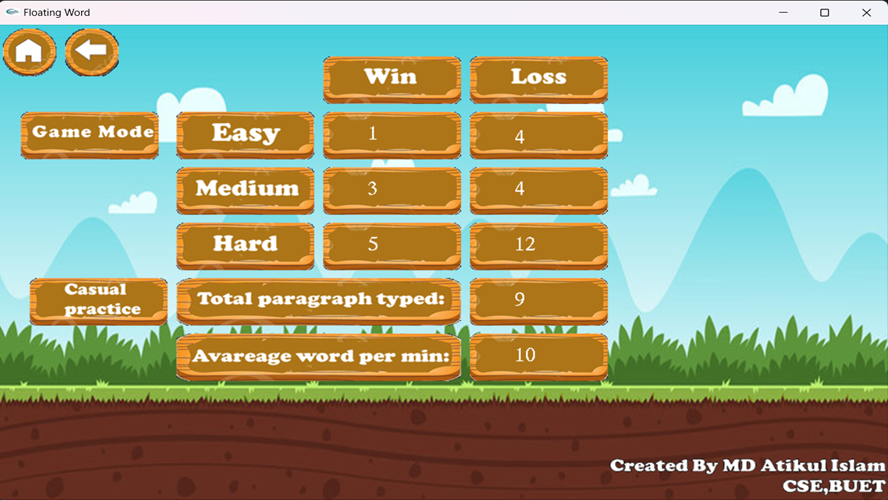 Floating Word
Win Loss
Game Mode Easy 1 4
Medium 3 4
Hard 5 12
Casual
practice
Total paragraph typed: 9
Avareage word per min: 10
Created By MD Atikul Islam
CSE,BUET